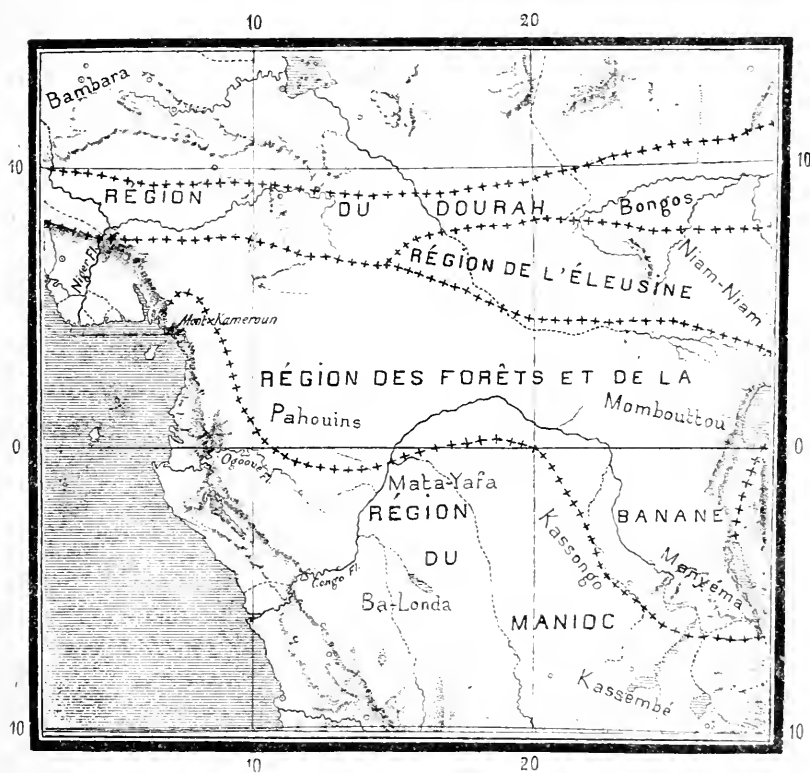 10 20
Bambara
10 10
RÉGION DU DOURAH
Bongos
RÉGION DE L'ÉLEUSINE
Niam-Niam
Niger Fl.
Mont Kameroun
RÉGION DES FORÊTS ET DE LA
Pahouins
Mombouttou
0 0
Ogooué Fl.
Mata-Yafa
RÉGION
BANANE
Kassongo
DU
Manyéma
Congo Fl.
Ba-Londa
MANIOC
Kassembé
10 10
10 20